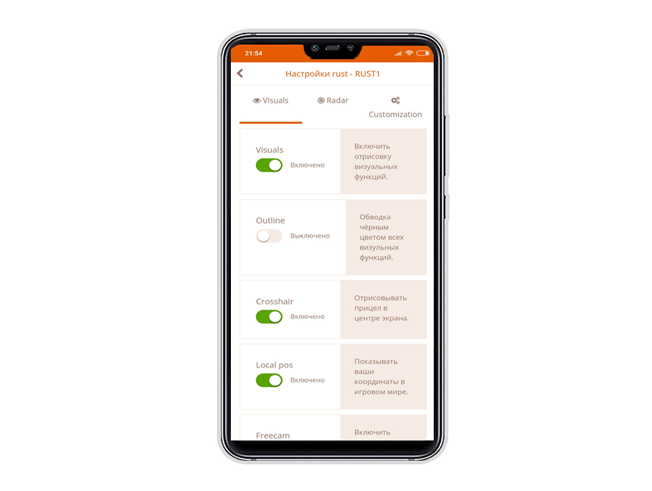 21:54
Настройки rust - RUST1
Visuals
Radar
Customization
Visuals
Включено
Включить
отрисовку
визуальных
функций.
Outline
Выключено
Обводка
чёрным
цветом всех
визульных
функций.
Crosshair
Включено
Отрисовывать
прицел в
центре экрана.
Local pos
Включено
Показывать
ваши
координаты в
игровом мире.
Freecam
Включить